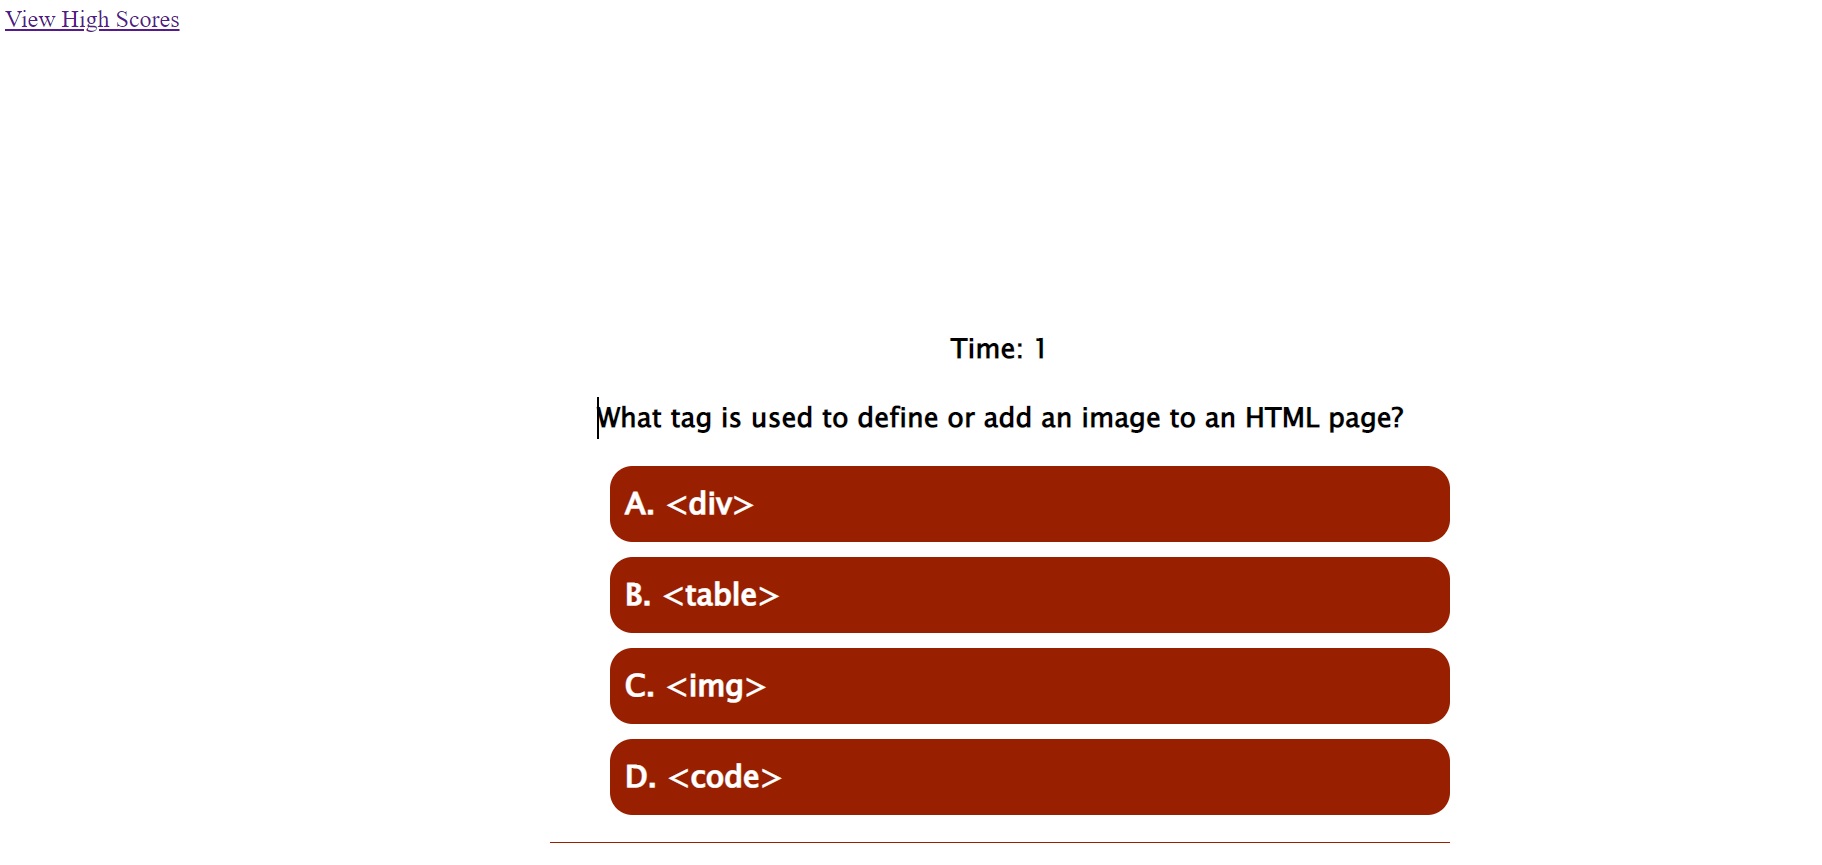 View High Scores
Time: 1
What tag is used to define or add an image to an HTML page?
A. <div>
B. <table>
C. <img>
D. <code>